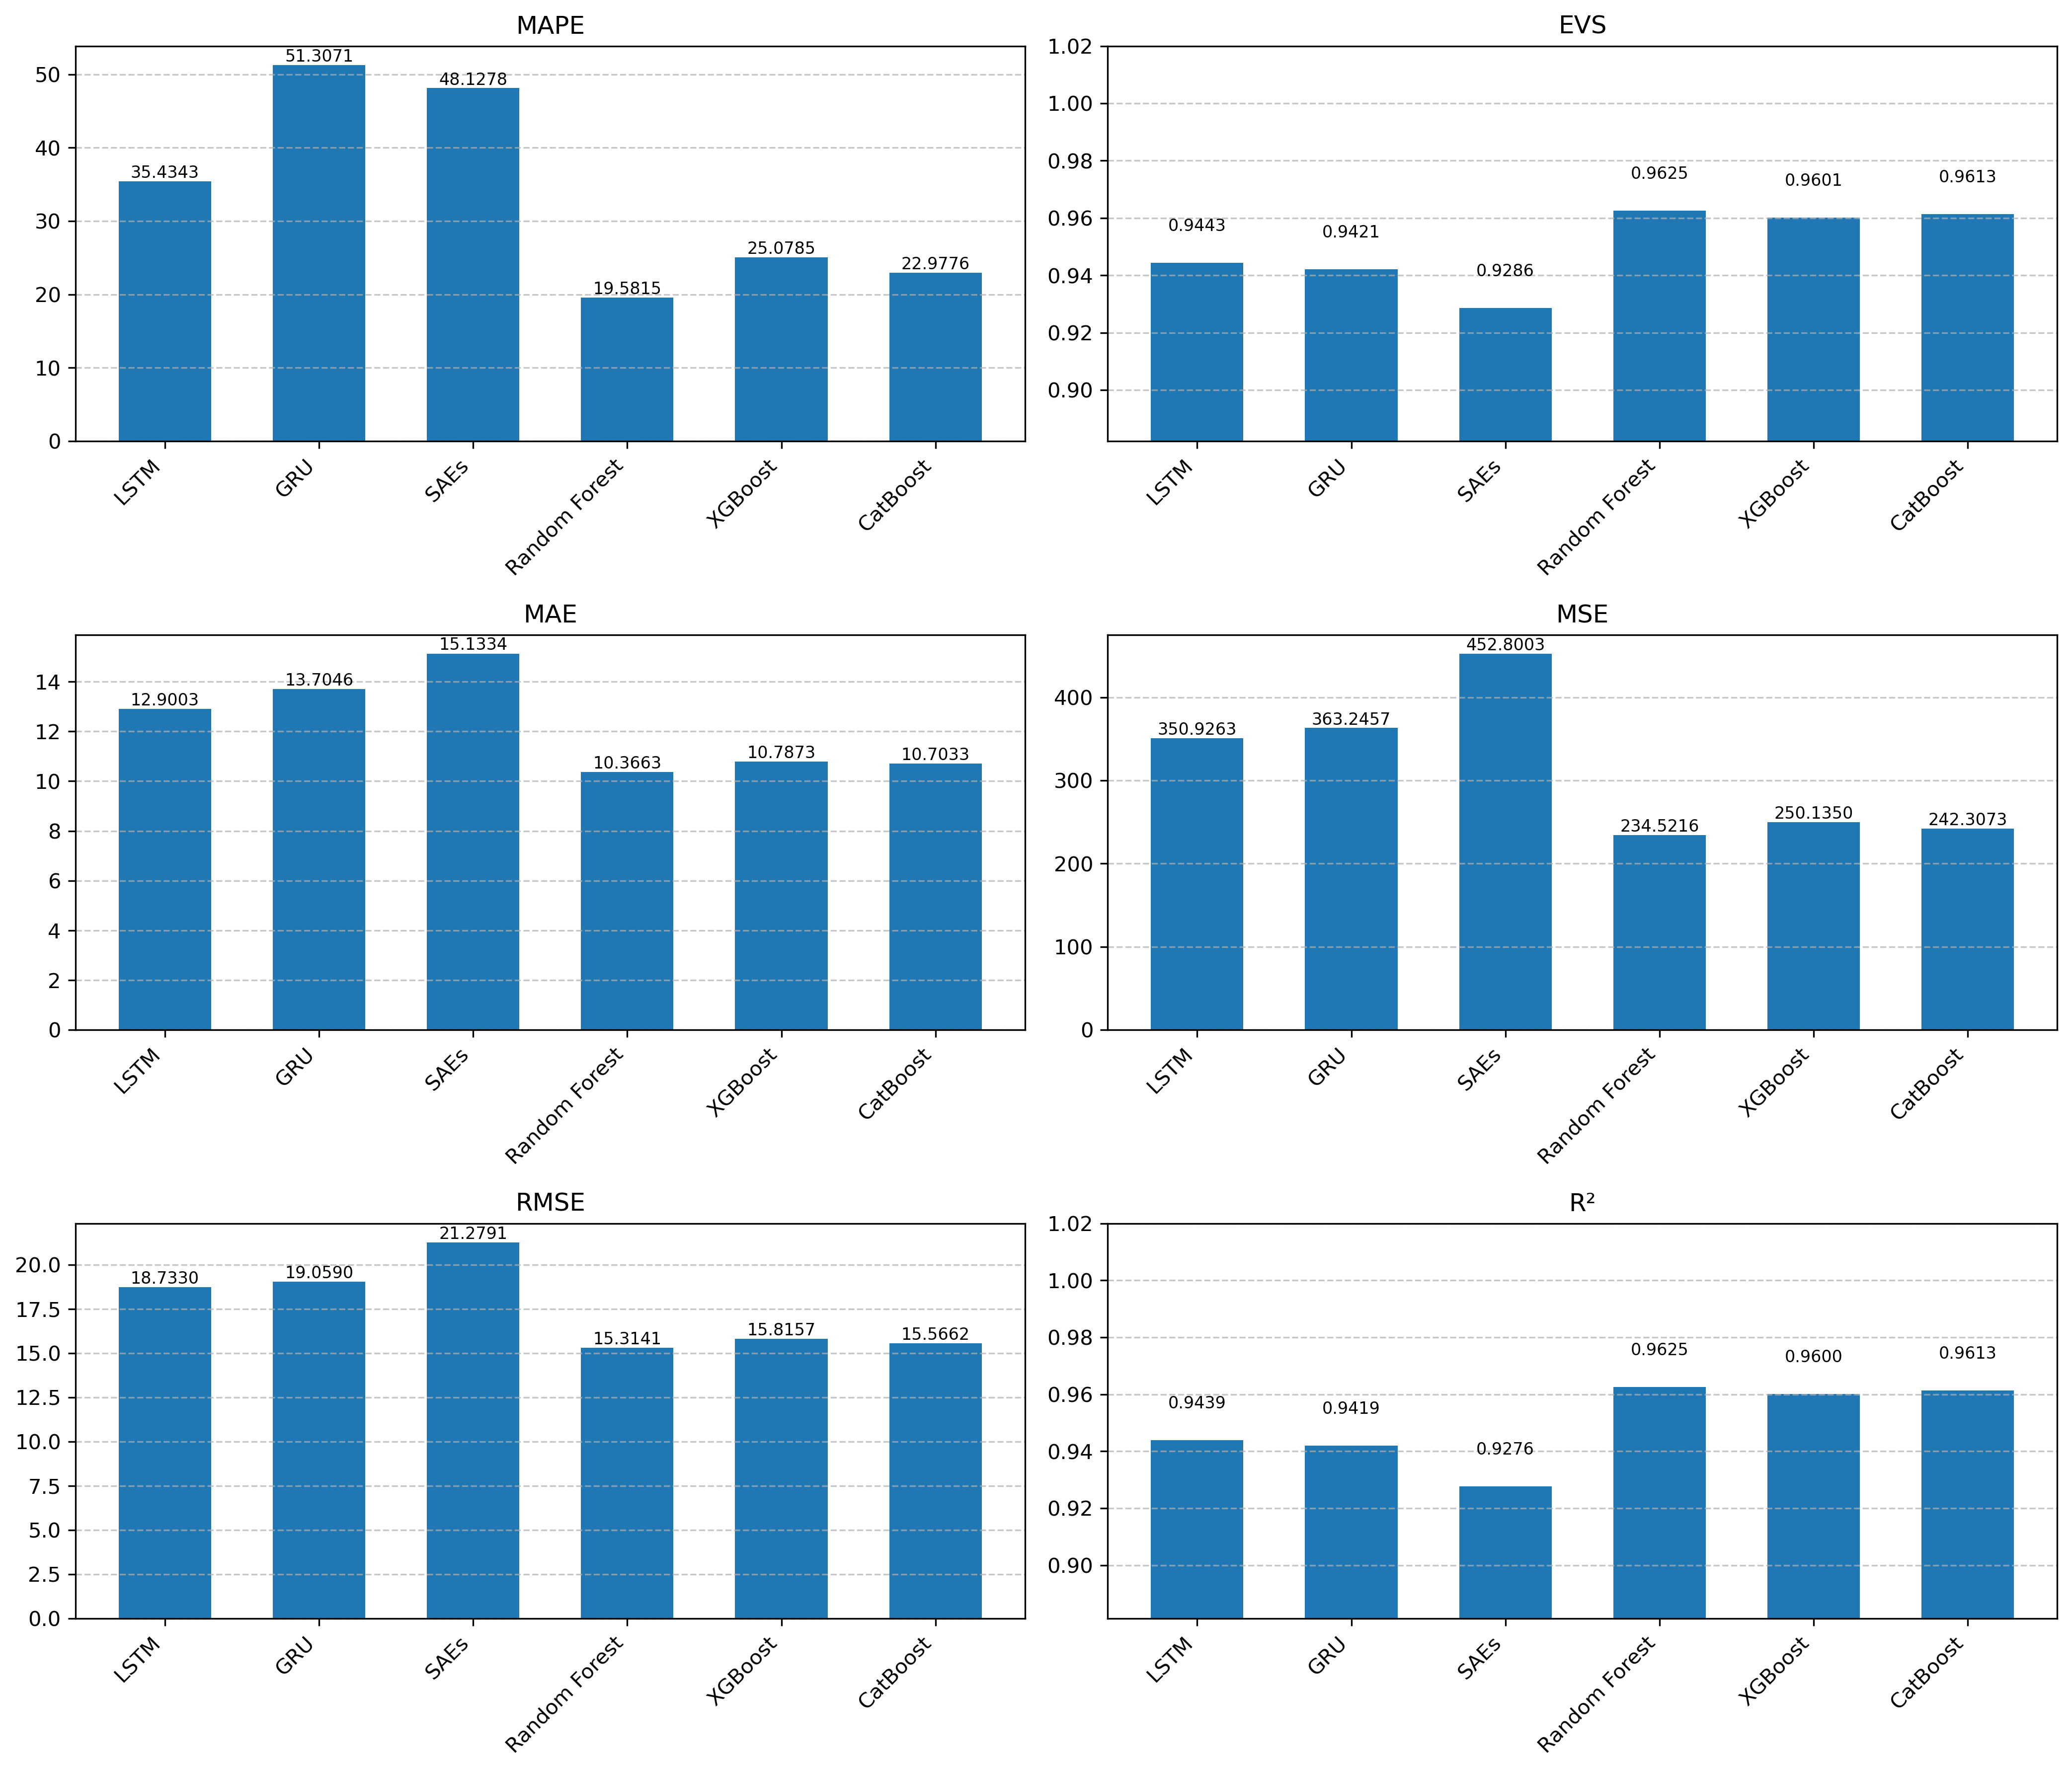 MAPE
50
40
30
20
10
0
35.4343
51.3071
48.1278
19.5815
25.0785
22.9776
LSTM
GRU
SAEs
Random Forest
XGBoost
CatBoost
EVS
1.02
1.00
0.98
0.96
0.94
0.92
0.90
0.9443
0.9421
0.9286
0.9625
0.9601
0.9613
LSTM
GRU
SAEs
Random Forest
XGBoost
CatBoost
MAE
14
12
10
8
6
4
2
0
12.9003
13.7046
15.1334
10.3663
10.7873
10.7033
LSTM
GRU
SAEs
Random Forest
XGBoost
CatBoost
MSE
400
300
200
100
0
350.9263
363.2457
452.8003
234.5216
250.1350
242.3073
LSTM
GRU
SAEs
Random Forest
XGBoost
CatBoost
RMSE
20.0
17.5
15.0
12.5
10.0
7.5
5.0
2.5
0.0
18.7330
19.0590
21.2791
15.3141
15.8157
15.5662
LSTM
GRU
SAEs
Random Forest
XGBoost
CatBoost
R²
1.02
1.00
0.98
0.96
0.94
0.92
0.90
0.9439
0.9419
0.9276
0.9625
0.9600
0.9613
LSTM
GRU
SAEs
Random Forest
XGBoost
CatBoost